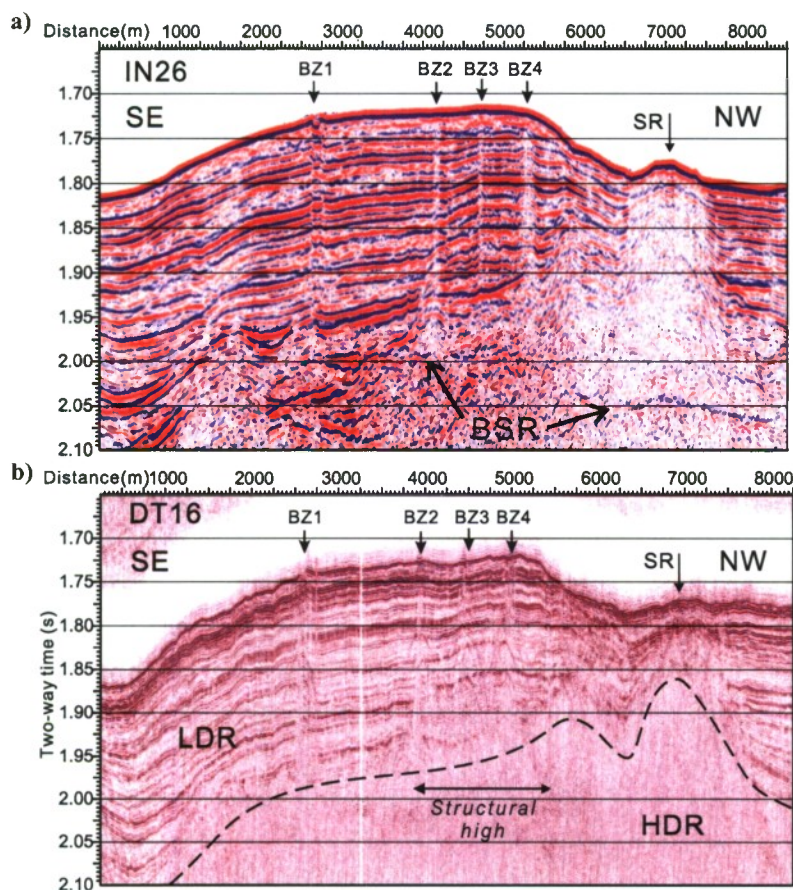 a)
Distance(m) 1000 2000 3000 4000 5000 6000 7000 8000
IN26 BZ1 BZ2 BZ3 BZ4
1.70
SE SR NW
1.75
1.80
1.85
1.90
1.95
2.00
2.05
BSR
2.10
b)
Distance(m) 1000 2000 3000 4000 5000 6000 7000 8000
DT16 BZ1 BZ2 BZ3 BZ4
1.70
SE SR NW
1.75
1.80
1.85
1.90
LDR
1.95
2.00
Structural
high HDR
2.05
2.10
Two-way time (s)